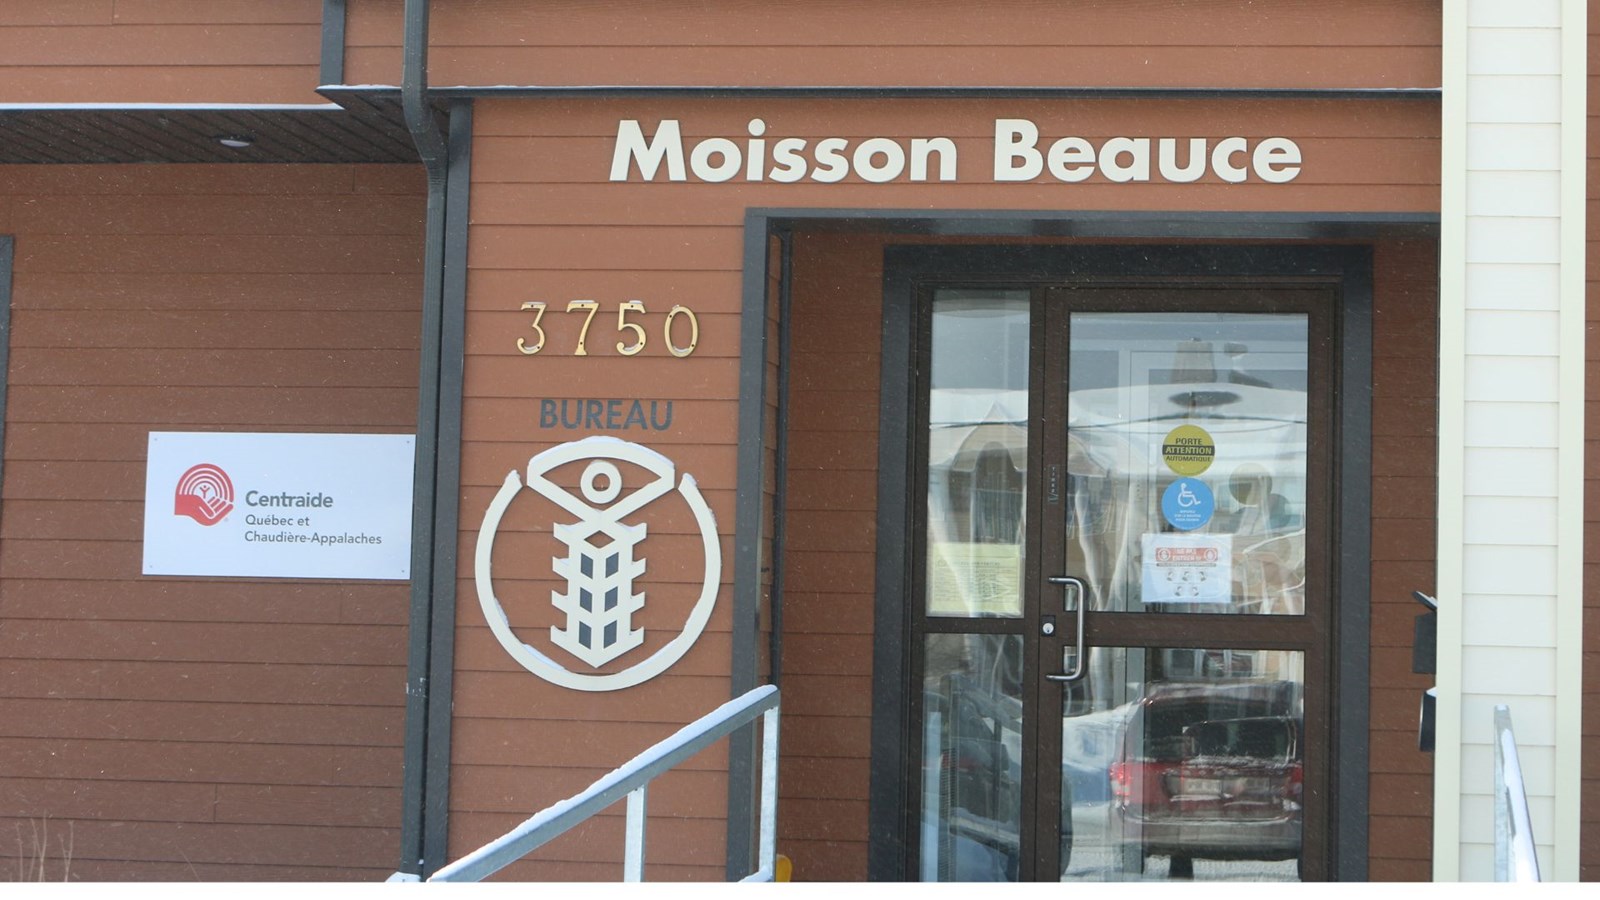 Moisson Beauce
3750
BUREAU
Centraide
Québec et
Chaudière-Appalaches
PORTE
ATTENTION
AUTOMATIQUE